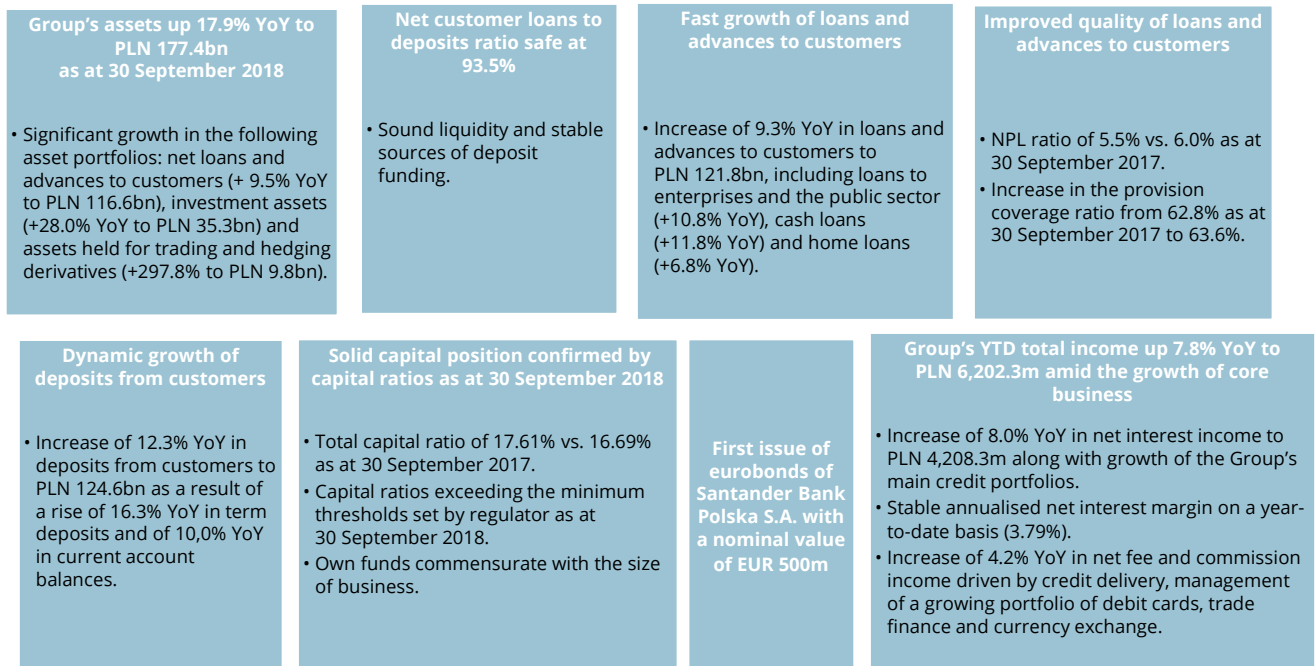 Group's assets up 17.9% YoY to
PLN 177.4bn
as at 30 September 2018
• Significant growth in the following
asset portfolios: net loans and
advances to customers (+ 9.5% YoY
to PLN 116.6bn), investment assets
(+28.0% YoY to PLN 35.3bn) and
assets held for trading and hedging
derivatives (+297.8% to PLN 9.8bn).
Net customer loans to
deposits ratio safe at
93.5%
• Sound liquidity and stable
sources of deposit
funding.
Fast growth of loans and
advances to customers
• Increase of 9.3% YoY in loans and
advances to customers to
PLN 121.8bn, including loans to
enterprises and the public sector
(+10.8% YoY), cash loans
(+11.8% YoY) and home loans
(+6.8% YoY).
Improved quality of loans and
advances to customers
• NPL ratio of 5.5% vs. 6.0% as at
30 September 2017.
• Increase in the provision
coverage ratio from 62.8% as at
30 September 2017 to 63.6%.
Dynamic growth of
deposits from customers
• Increase of 12.3% YoY in
deposits from customers to
PLN 124.6bn as a result of
a rise of 16.3% YoY in term
deposits and of 10,0% YoY
in current account
balances.
Solid capital position confirmed by
capital ratios as at 30 September 2018
• Total capital ratio of 17.61% vs. 16.69%
as at 30 September 2017.
• Capital ratios exceeding the minimum
thresholds set by regulator as at
30 September 2018.
• Own funds commensurate with the size
of business.
First issue of
eurobonds of
Santander Bank
Polska S.A. with
a nominal value
of EUR 500m
Group's YTD total income up 7.8% YoY to
PLN 6,202.3m amid the growth of core
business
• Increase of 8.0% YoY in net interest income to
PLN 4,208.3m along with growth of the Group's
main credit portfolios.
• Stable annualised net interest margin on a year-
to-date basis (3.79%).
• Increase of 4.2% YoY in net fee and commission
income driven by credit delivery, management
of a growing portfolio of debit cards, trade
finance and currency exchange.